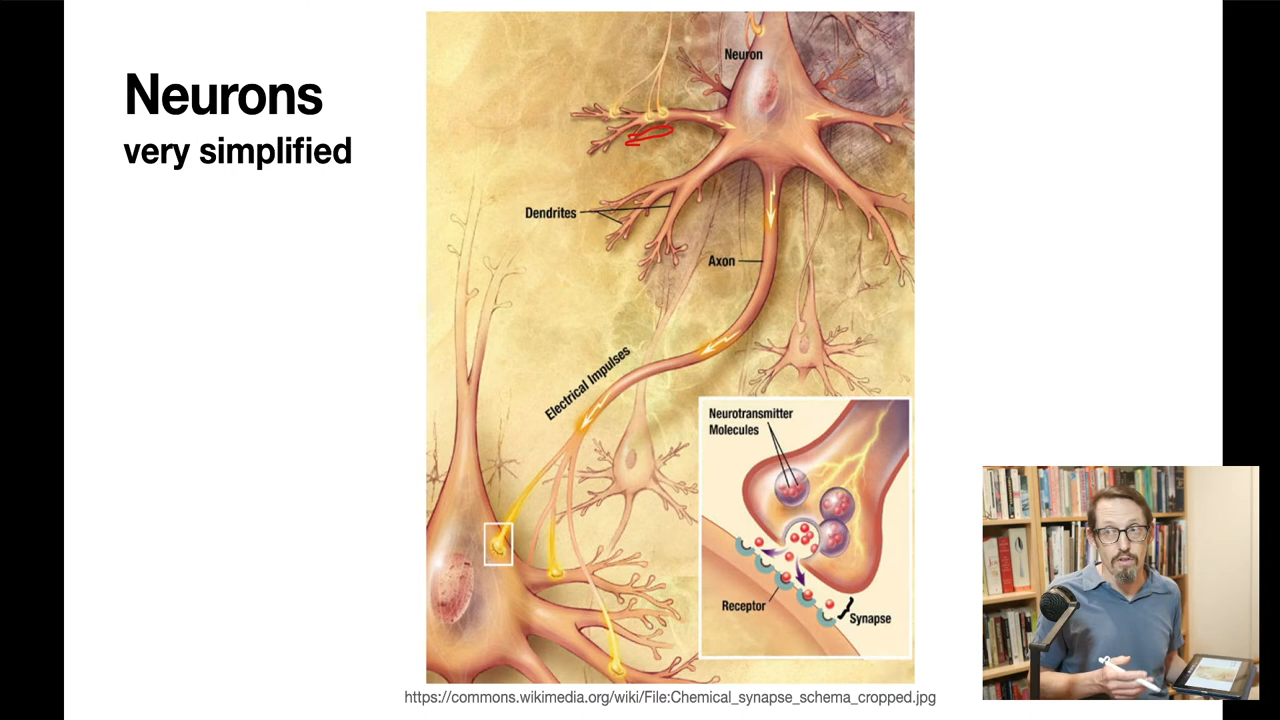 Neurons
very simplified
Neuron
Dendrites
Axon
Electrical Impulses
Neurotransmitter
Molecules
Receptor
Synapse
https://commons.wikimedia.org/wiki/File:Chemical_synapse_schema_cropped.jpg